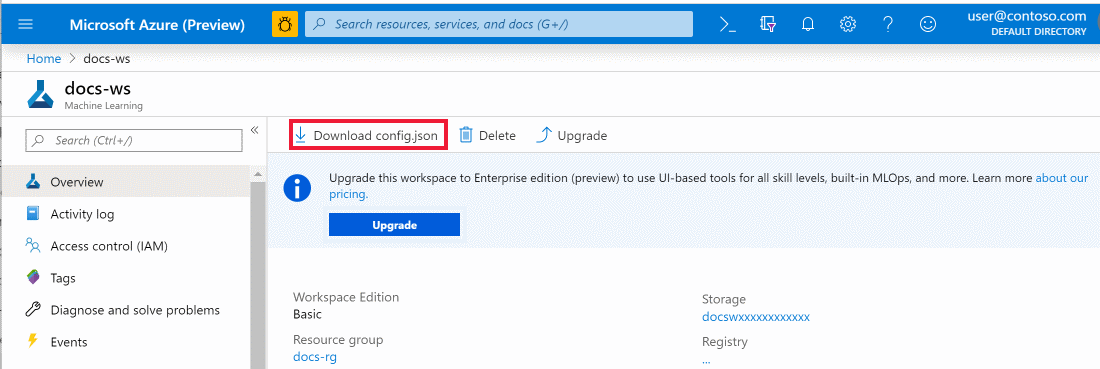 Microsoft Azure (Preview)
Search resources, services, and docs (G+/)
user@contoso.com
DEFAULT DIRECTORY
Home > docs-ws
docs-ws
Machine Learning
Search (Ctrl+/)
«
Overview
Activity log
Access control (IAM)
Tags
Diagnose and solve problems
Events
Download config.json
Delete
Upgrade
Upgrade this workspace to Enterprise edition (preview) to use UI-based tools for all skill levels, built-in MLOps, and more. Learn more about our
pricing.
Upgrade
Workspace Edition
Basic
Resource group
docs-rg
Storage
docswxxxxxxxxxxxx
Registry
...